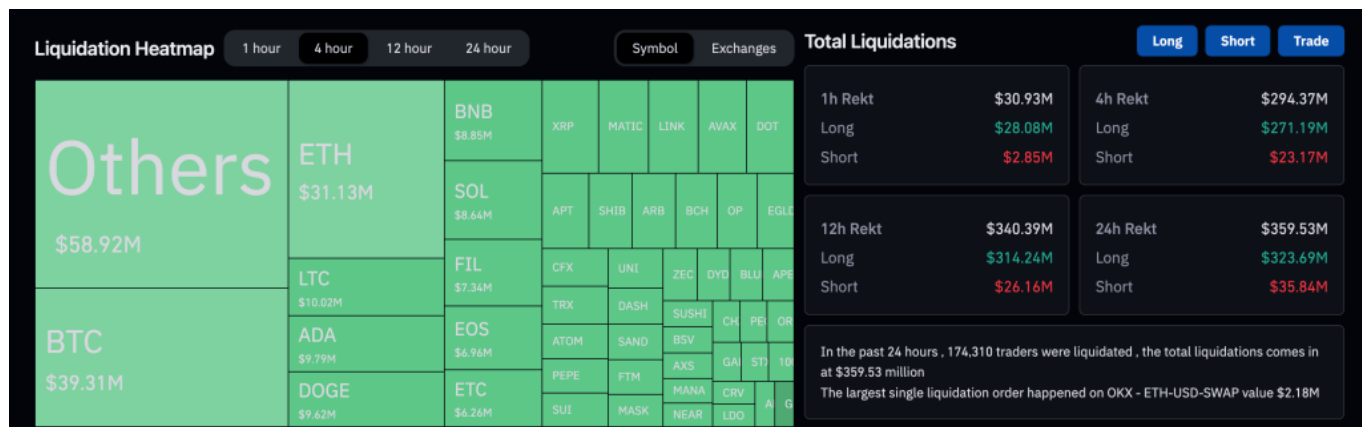 Liquidation Heatmap
1 hour 4 hour 12 hour 24 hour
Symbol Exchanges
Others
$58.92M
BTC
$39.31M
ETH
$31.13M
LTC
$10.02M
ADA
$9.79M
DOGE
$9.62M
BNB
$8.85M
SOL
$8.64M
FIL
$7.34M
EOS
$6.96M
ETC
$6.26M
XRP MATIC LINK AVAX DOT
APT SHIB ARB BCH OP EGLD
CFX UNI ZEC DYD BLU APE
TRX DASH SUSHI CH PE OR
ATOM SAND BSV
PEPE FTM AXS GA ST 10
MANA CRV
SUI MASK NEAR LDO A G
Total Liquidations
Long Short Trade
1h Rekt $30.93M
Long $28.08M
Short $2.85M
4h Rekt $294.37M
Long $271.19M
Short $23.17M
12h Rekt $340.39M
Long $314.24M
Short $26.16M
24h Rekt $359.53M
Long $323.69M
Short $35.84M
In the past 24 hours , 174,310 traders were liquidated , the total liquidations comes in
at $359.53 million
The largest single liquidation order happened on OKX - ETH-USD-SWAP value $2.18M